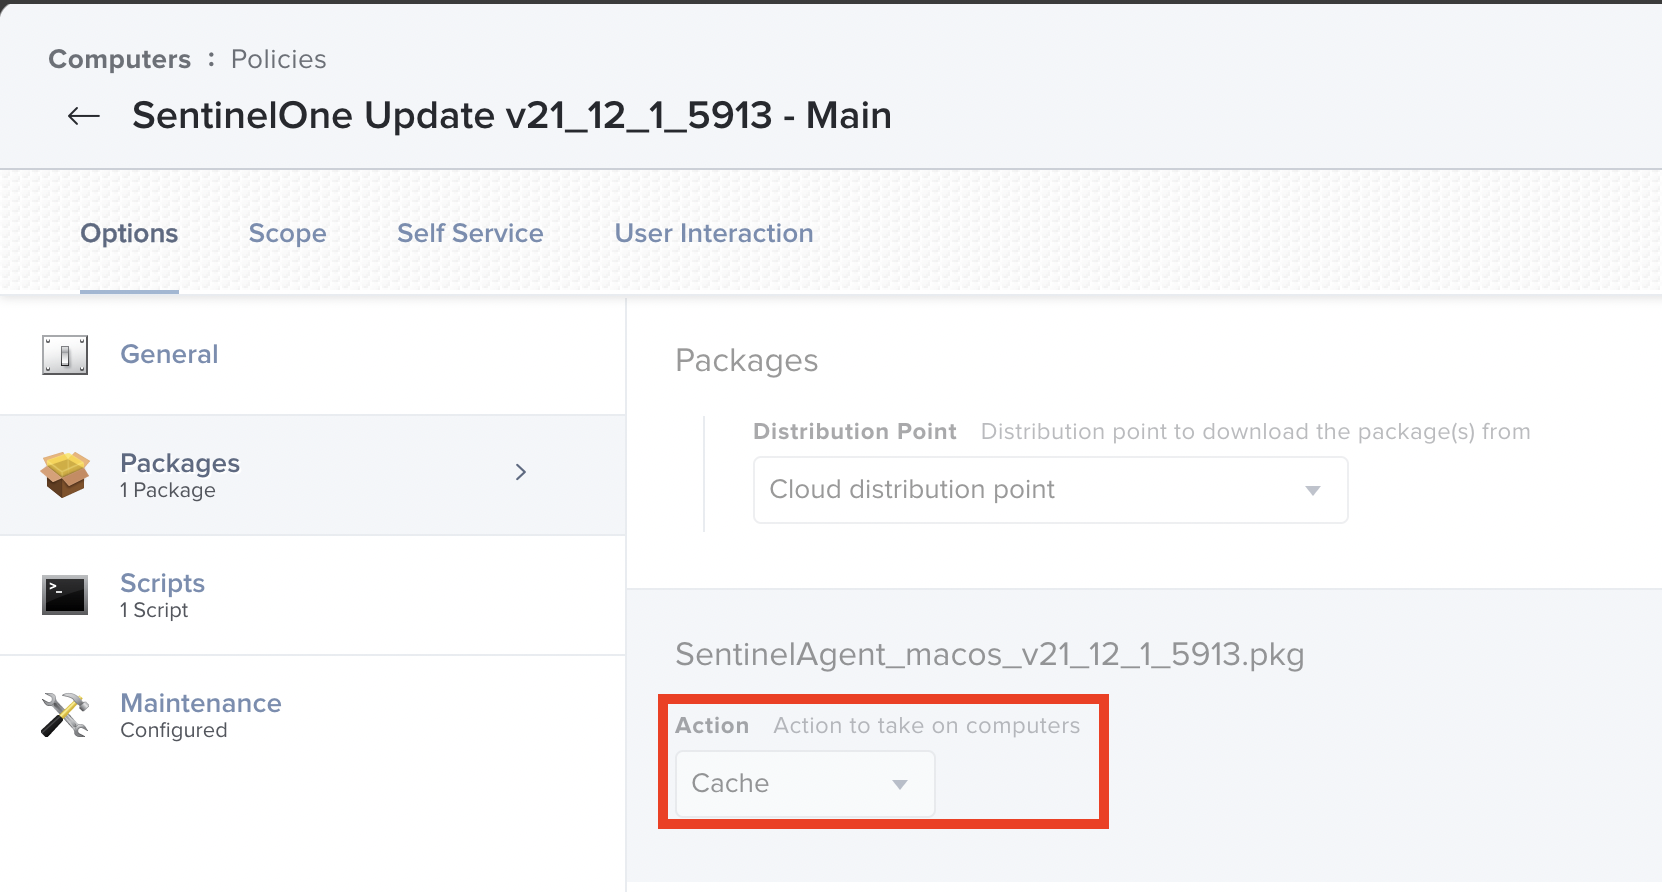 Computers : Policies
← SentinelOne Update v21_12_1_5913 - Main
Options Scope Self Service User Interaction
General
Packages
1 Package
Scripts
1 Script
Maintenance
Configured
Packages
Distribution Point Distribution point to download the package(s) from
Cloud distribution point
SentinelAgent_macos_v21_12_1_5913.pkg
Action Action to take on computers
Cache